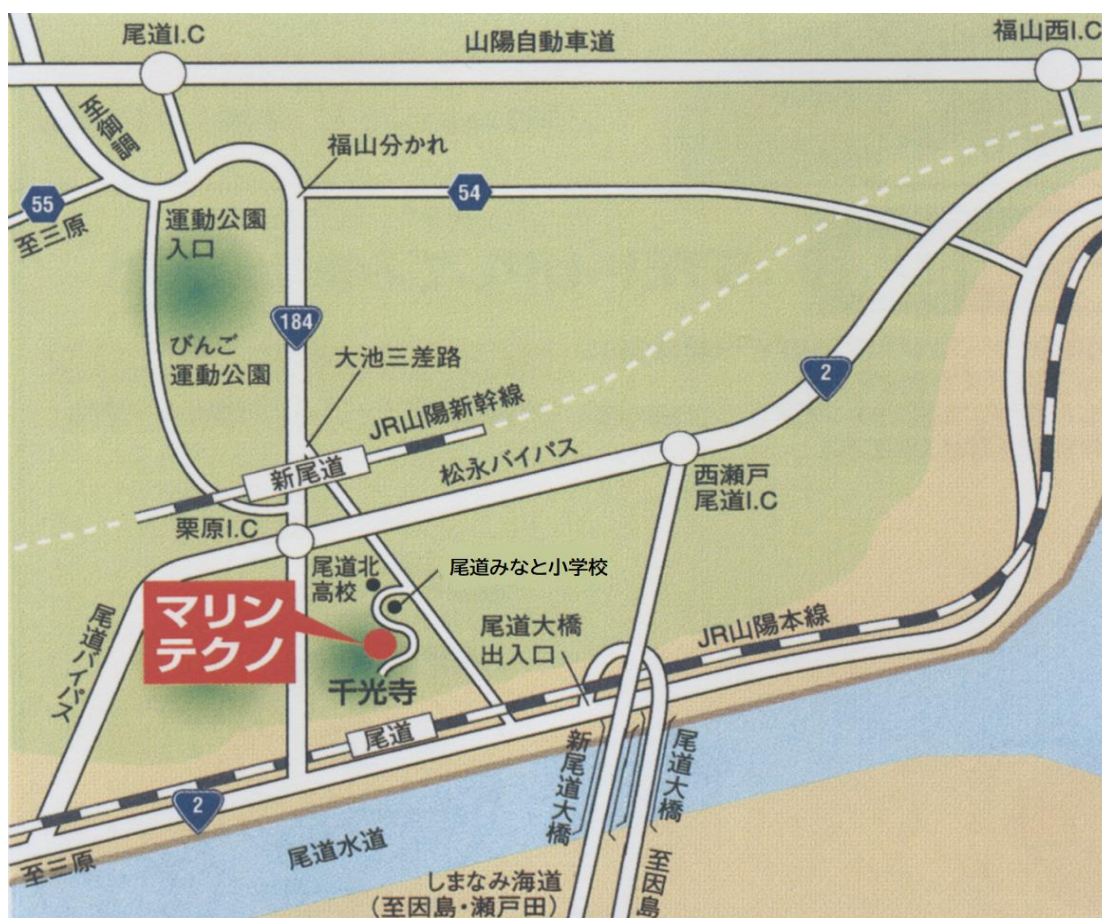 尾道I.C
山陽自動車道
福山西I.C
至御調
福山分かれ
54
55
至三原
運動公園
入口
184
びんご
運動公園
大池三差路
JR山陽新幹線
2
新尾道
松永バイパス
西瀬戸
尾道I.C
栗原I.C
尾道北
高校
尾道みなと小学校
マリン
テクノ
尾道バイパス
尾道大橋
出入口
JR山陽本線
千光寺
尾道
新尾道大橋
尾道大橋
2
尾道水道
至三原
しまなみ海道
(至因島・瀬戸田)
至因島